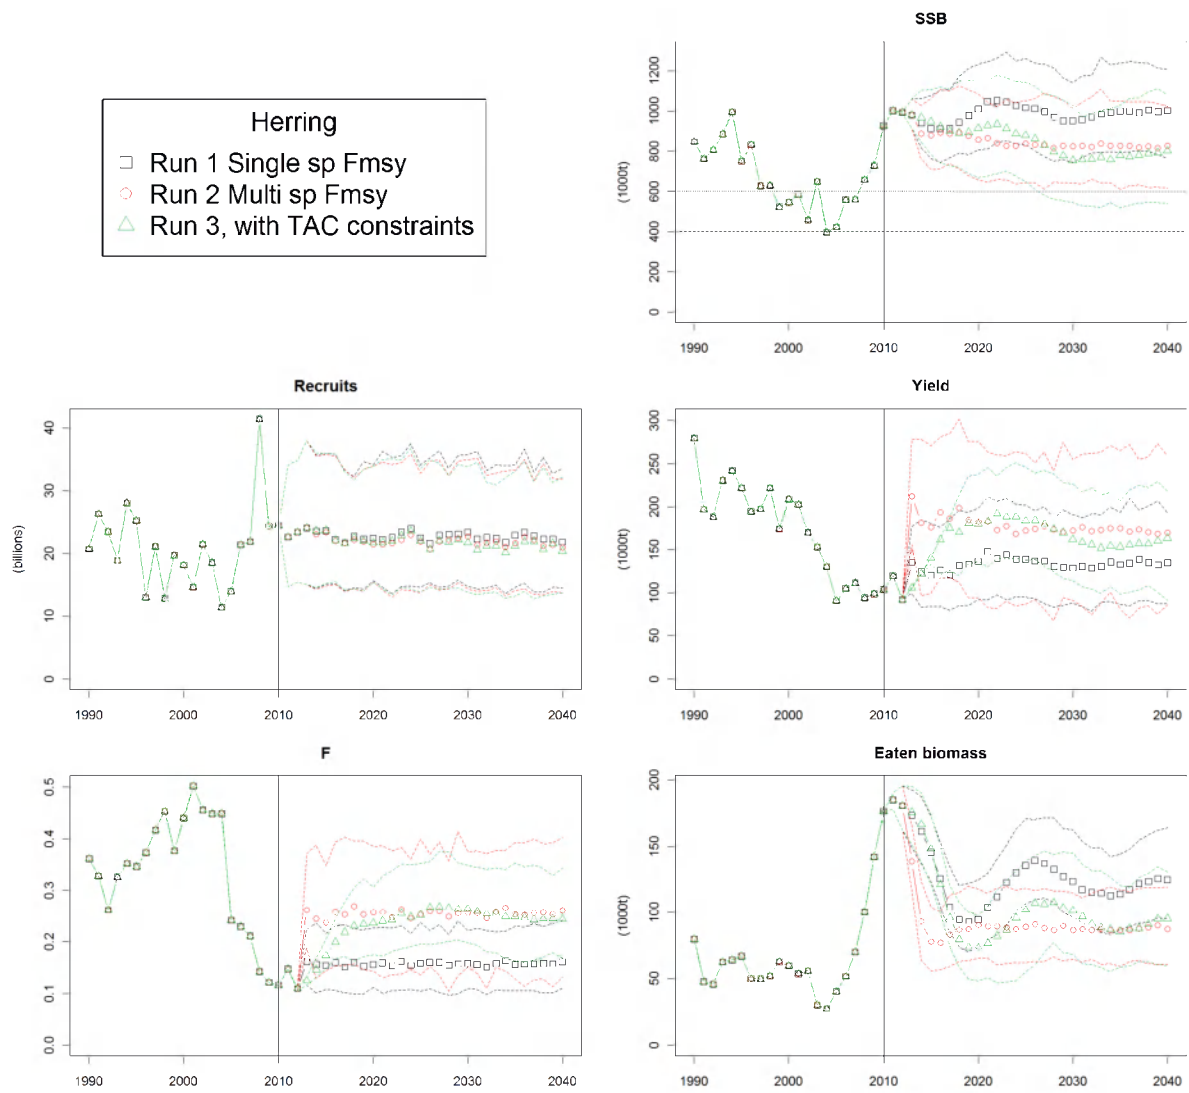 Herring
Run 1 Single sp Fmsy
Run 2 Multi sp Fmsy
Run 3, with TAC constraints
SSB
(1000t)
0 200 400 600 800 1000 1200
1990 2000 2010 2020 2030 2040
Recruits
(billions)
0 10 20 30 40
1990 2000 2010 2020 2030 2040
Yield
(1000t)
0 50 100 150 200 250 300
1990 2000 2010 2020 2030 2040
F
0.0 0.1 0.2 0.3 0.4 0.5
1990 2000 2010 2020 2030 2040
Eaten biomass
(1000t)
0 50 100 150 200
1990 2000 2010 2020 2030 2040